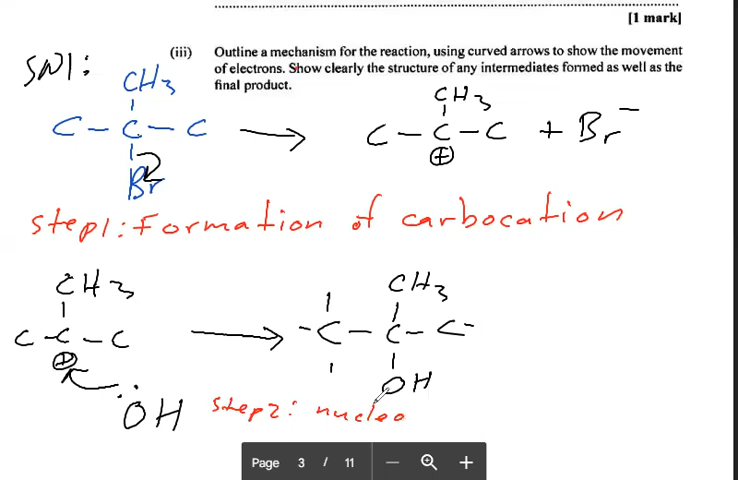 [1 mark]
(iii) Outline a mechanism for the reaction, using curved arrows to show the movement
of electrons. Show clearly the structure of any intermediates formed as well as the
final product.
SN1:
CH3
C - C - C
Br
CH3
C - C - C + Br-
+
Step1: Formation of carbocation
CH3
C - C - C
+
OH
CH3
- C - C - C -
OH
Step2: nucleo
Page 3 / 11 — +